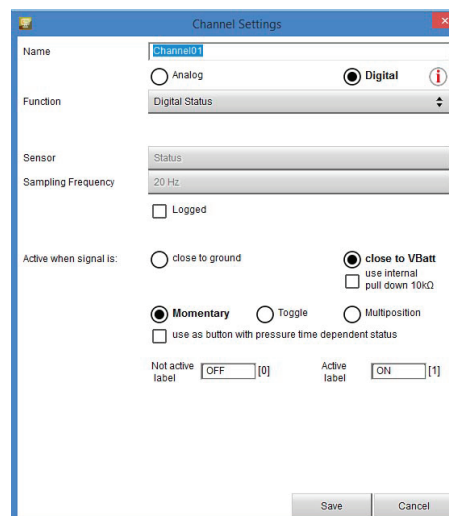 Channel Settings
Name
Channel01
Analog
Digital
Function
Digital Status
Sensor
Status
Sampling Frequency
20 Hz
Logged
Active when signal is:
close to ground
close to VBatt
use internal
pull down 10kΩ
Momentary
Toggle
Multiposition
use as button with pressure time dependent status
Not active
label
OFF
[0]
Active
label
ON
[1]
Save
Cancel